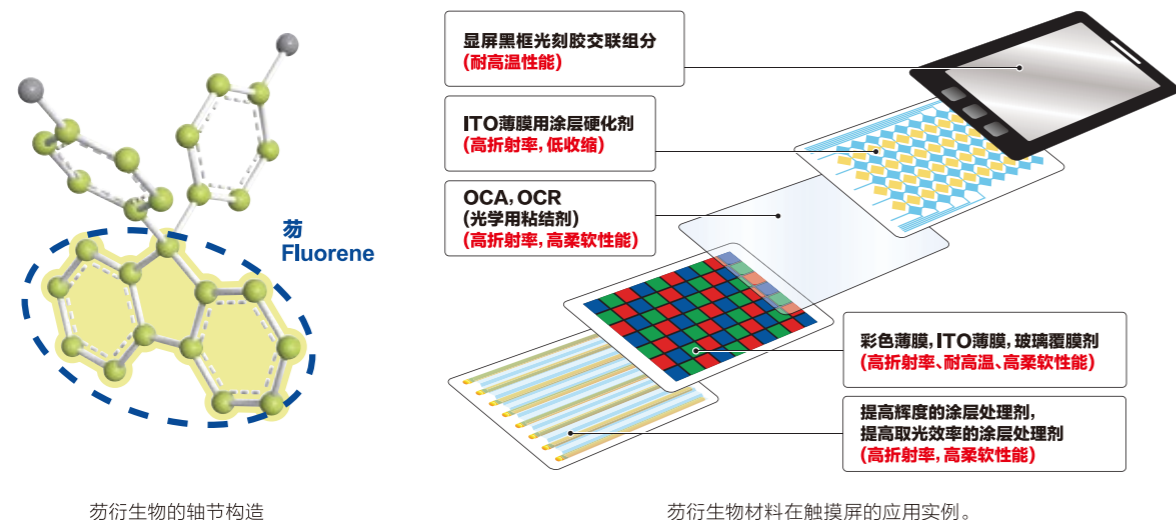 芴
Fluorene
芴衍生物的轴节构造
显屏黑框光刻胶交联组分
(耐高温性能)
ITO薄膜用涂层硬化剂
(高折射率, 低收缩)
OCA, OCR
(光学用粘结剂)
(高折射率, 高柔软性能)
彩色薄膜, ITO薄膜, 玻璃覆膜剂
(高折射率、耐高温、高柔软性能)
提高辉度的涂层处理剂,
提高取光效率的涂层处理剂
(高折射率, 高柔软性能)
芴衍生物材料在触摸屏的应用实例。